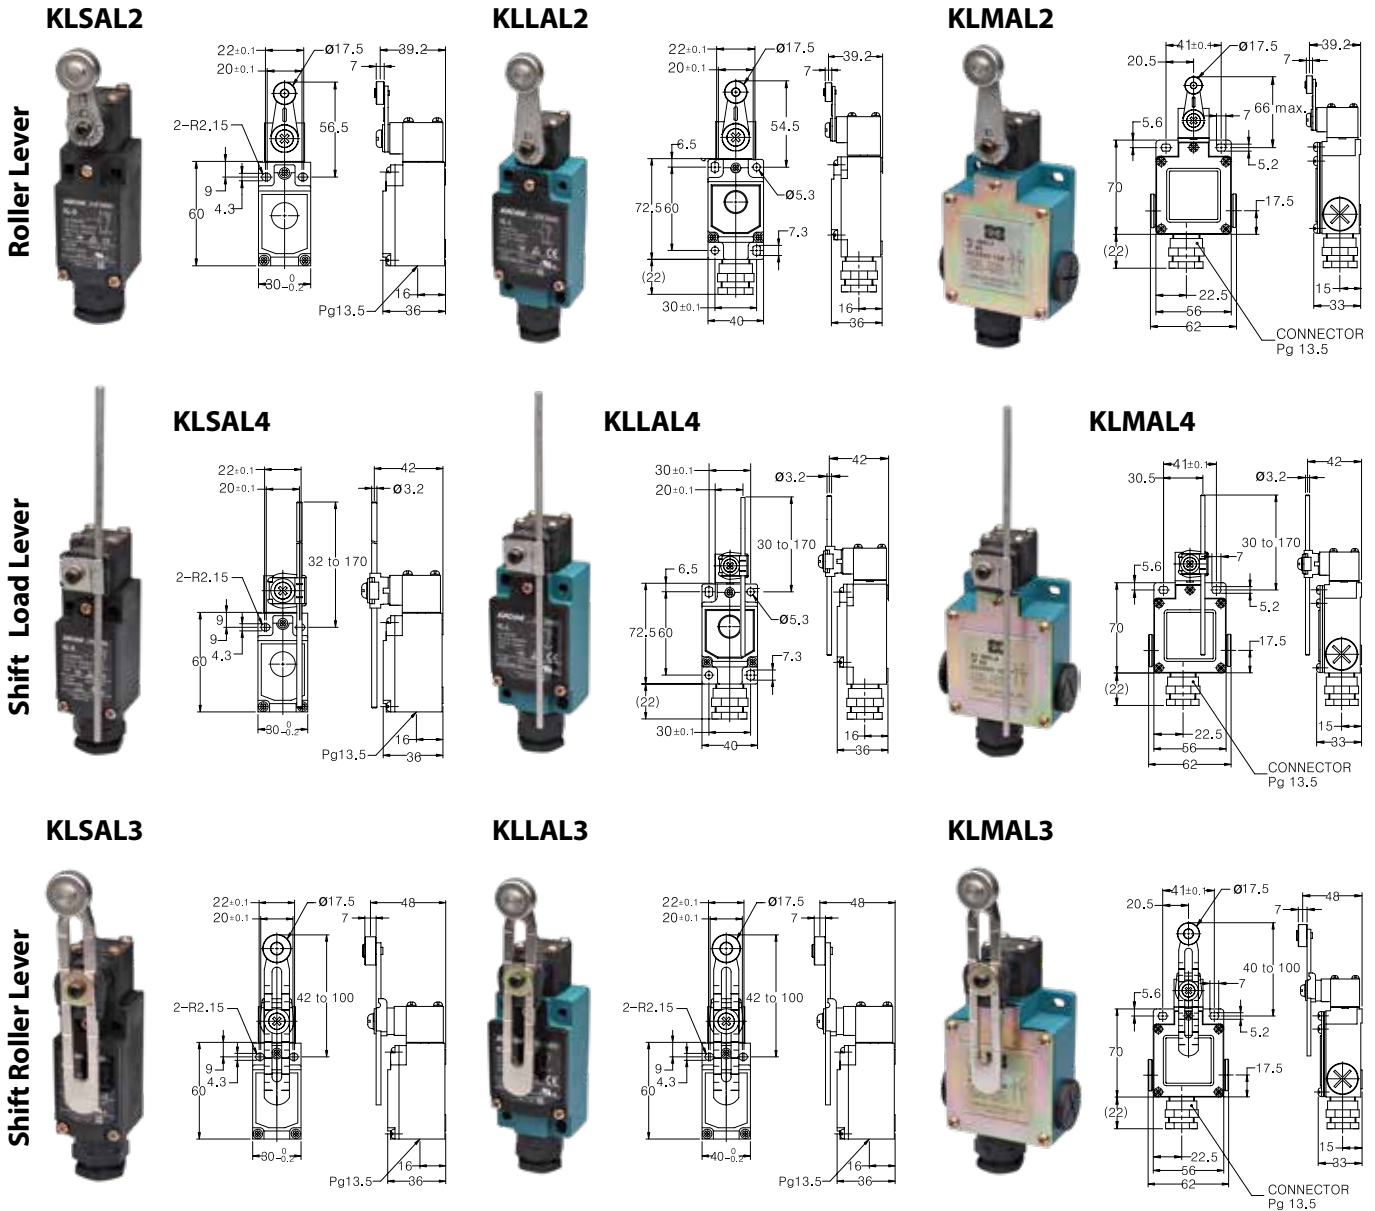 Roller Lever
KLSAL2
22±0.1
20±0.1
Ø17.5
39.2
7
56.5
2-R2.15
9
4.3
60
30 0 -0.2
Pg13.5
16
36
KLLAL2
22±0.1
20±0.1
Ø17.5
39.2
7
54.5
6.5
Ø5.3
72.5
60
7.3
(22)
30±0.1
40
16
36
KLMAL2
41±0.1
Ø17.5
20.5
39.2
7
66 max.
7
5.6
5.2
70
17.5
(22)
22.5
56
62
15
33
CONNECTOR
Pg 13.5
Shift Load Lever
KLSAL4
22±0.1
20±0.1
42
Ø3.2
32 to 170
2-R2.15
9
9
4.3
60
30 0 -0.2
Pg13.5
16
36
KLLAL4
30±0.1
20±0.1
42
Ø3.2
30 to 170
6.5
Ø5.3
72.5
60
7.3
(22)
30±0.1
40
16
36
KLMAL4
41±0.1
30.5
42
Ø3.2
30 to 170
7
5.6
5.2
70
17.5
(22)
22.5
56
62
15
33
CONNECTOR
Pg 13.5
Shift Roller Lever
KLSAL3
22±0.1
20±0.1
Ø17.5
48
7
42 to 100
2-R2.15
9
4.3
60
30 0 -0.2
Pg13.5
16
36
KLLAL3
22±0.1
20±0.1
Ø17.5
48
7
42 to 100
2-R2.15
9
4.3
60
40 0 -0.2
Pg13.5
16
36
KLMAL3
41±0.1
Ø17.5
20.5
48
7
40 to 100
7
5.6
5.2
70
17.5
(22)
22.5
56
62
15
33
CONNECTOR
Pg 13.5